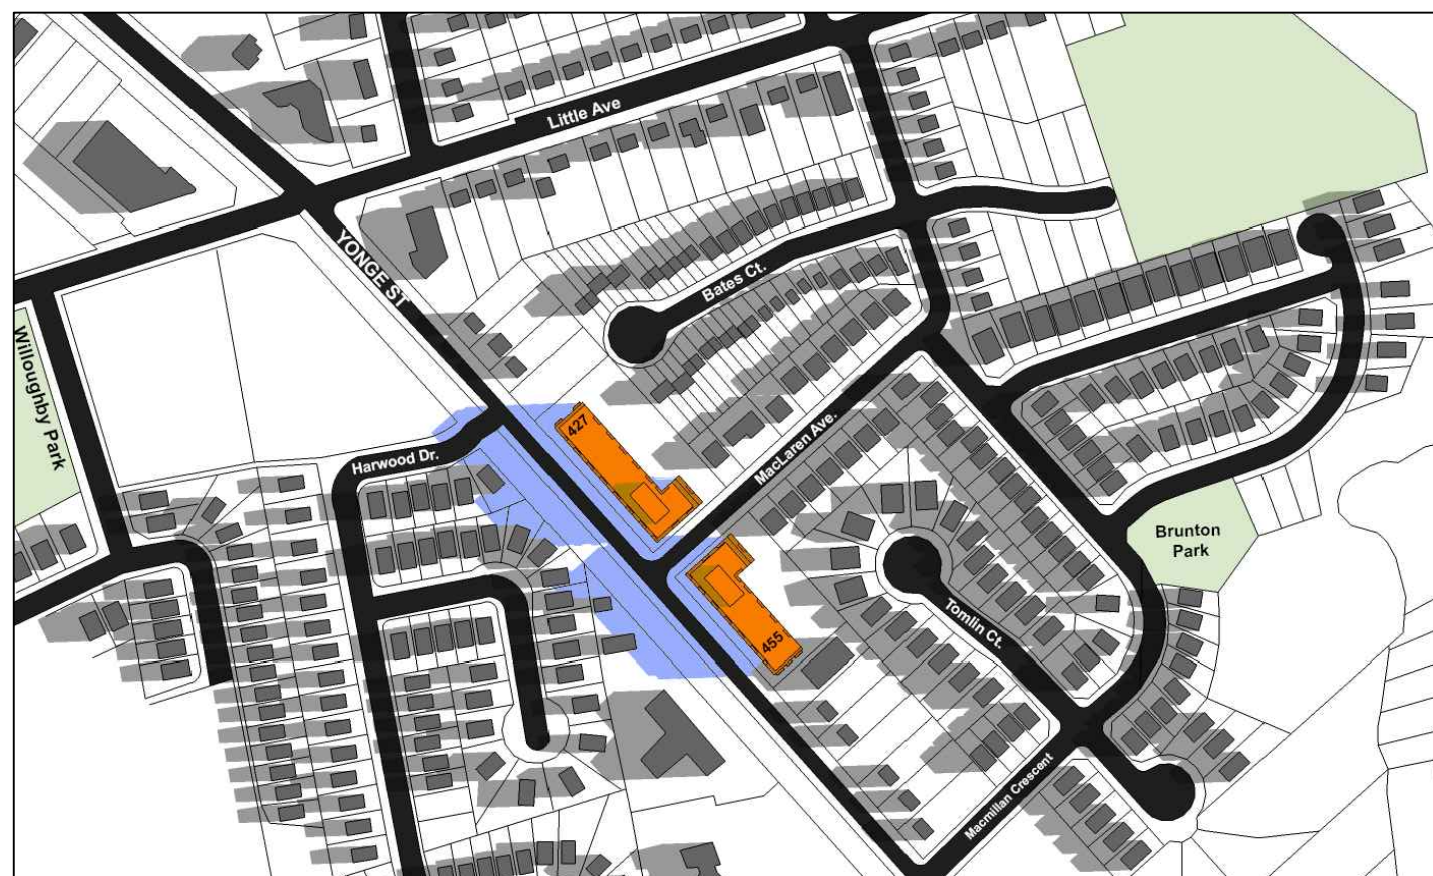 Little Ave
YONGE ST
Bates Ct.
Willoughby Park
427
MacLaren Ave.
Harwood Dr.
Brunton
Park
455
Tomlin Ct.
Macmillan Crescent